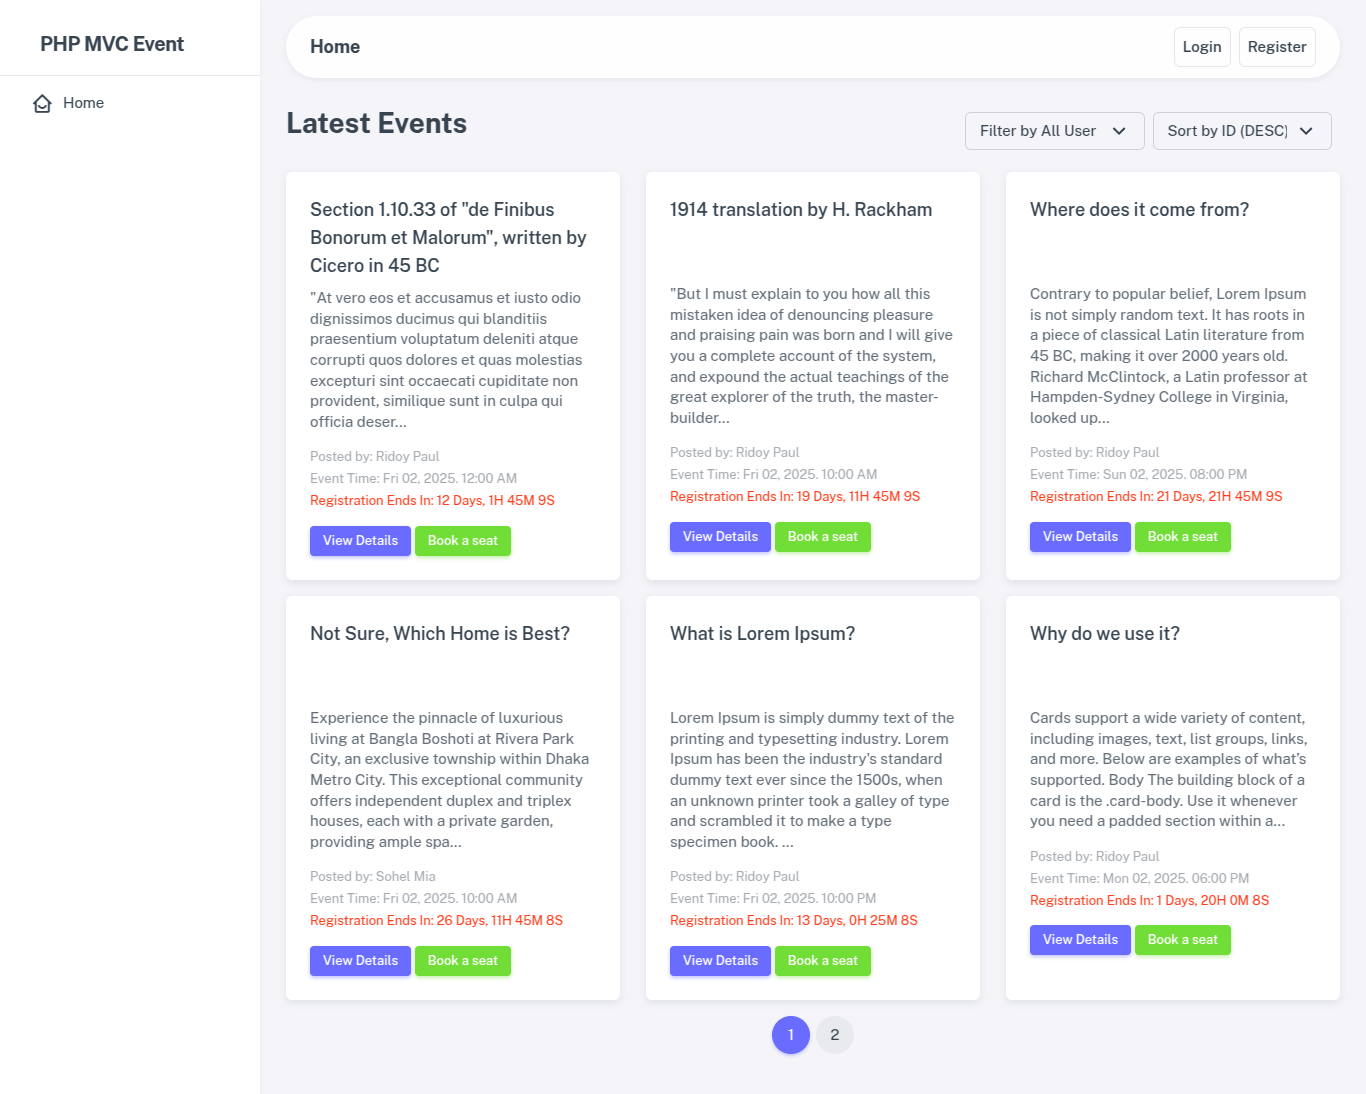 PHP MVC Event
Home
Home
Login
Register
Latest Events
Filter by All User
Sort by ID (DESC)
Section 1.10.33 of "de Finibus
Bonorum et Malorum", written by
Cicero in 45 BC
"At vero eos et accusamus et iusto odio
dignissimos ducimus qui blanditiis
praesentium voluptatum deleniti atque
corrupti quos dolores et quas molestias
excepturi sint occaecati cupiditate non
provident, similique sunt in culpa qui
officia deser...
Posted by: Ridoy Paul
Event Time: Fri 02, 2025. 12:00 AM
Registration Ends In: 12 Days, 1H 45M 9S
View Details
Book a seat
1914 translation by H. Rackham
"But I must explain to you how all this
mistaken idea of denouncing pleasure
and praising pain was born and I will give
you a complete account of the system,
and expound the actual teachings of the
great explorer of the truth, the master-
builder...
Posted by: Ridoy Paul
Event Time: Fri 02, 2025. 10:00 AM
Registration Ends In: 19 Days, 11H 45M 9S
View Details
Book a seat
Where does it come from?
Contrary to popular belief, Lorem Ipsum
is not simply random text. It has roots in
a piece of classical Latin literature from
45 BC, making it over 2000 years old.
Richard McClintock, a Latin professor at
Hampden-Sydney College in Virginia,
looked up...
Posted by: Ridoy Paul
Event Time: Sun 02, 2025. 08:00 PM
Registration Ends In: 21 Days, 21H 45M 9S
View Details
Book a seat
Not Sure, Which Home is Best?
Experience the pinnacle of luxurious
living at Bangla Boshoti at Rivera Park
City, an exclusive township within Dhaka
Metro City. This exceptional community
offers independent duplex and triplex
houses, each with a private garden,
providing ample spa...
Posted by: Sohel Mia
Event Time: Fri 02, 2025. 10:00 AM
Registration Ends In: 26 Days, 11H 45M 8S
View Details
Book a seat
What is Lorem Ipsum?
Lorem Ipsum is simply dummy text of the
printing and typesetting industry. Lorem
Ipsum has been the industry's standard
dummy text ever since the 1500s, when
an unknown printer took a galley of type
and scrambled it to make a type
specimen book. ...
Posted by: Ridoy Paul
Event Time: Fri 02, 2025. 10:00 PM
Registration Ends In: 13 Days, 0H 25M 8S
View Details
Book a seat
Why do we use it?
Cards support a wide variety of content,
including images, text, list groups, links,
and more. Below are examples of what's
supported. Body The building block of a
card is the .card-body. Use it whenever
you need a padded section within a...
Posted by: Ridoy Paul
Event Time: Mon 02, 2025. 06:00 PM
Registration Ends In: 1 Days, 20H 0M 8S
View Details
Book a seat
1
2